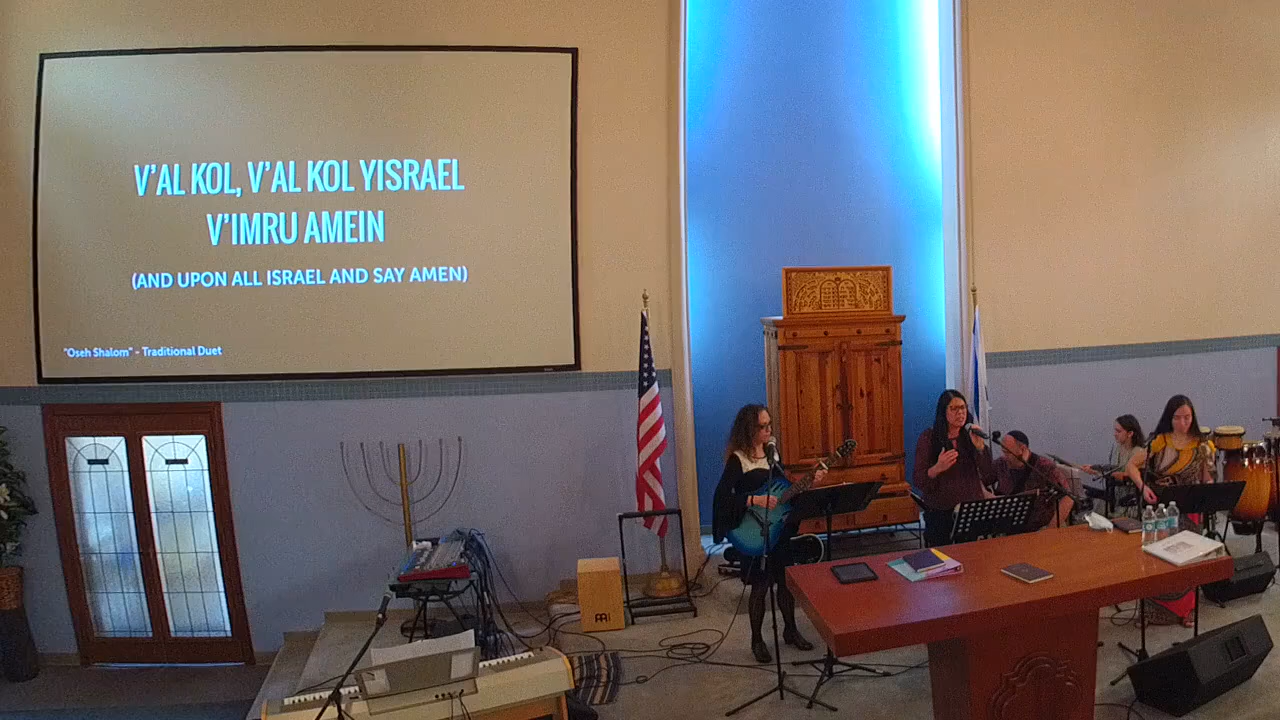 V'AL KOL, V'AL KOL YISRAEL
V'IMRU AMEIN
(AND UPON ALL ISRAEL AND SAY AMEN)
"Oseh Shalom" - Traditional Duet